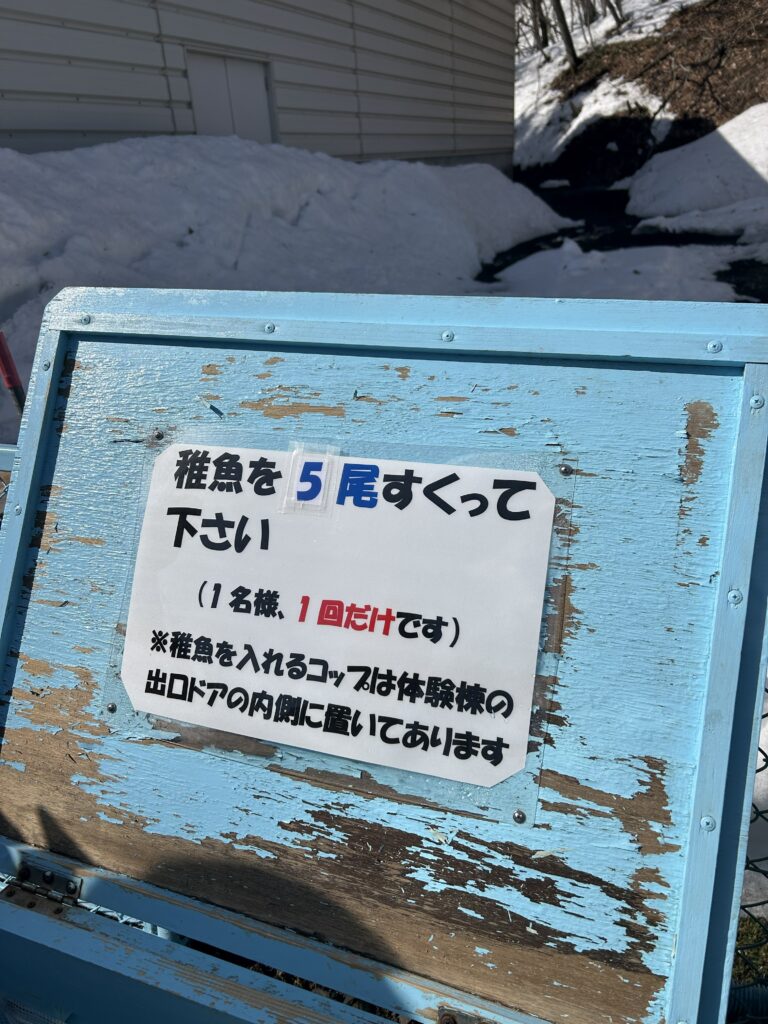 稚魚を5尾すくって
下さい
(1名様、1回だけです)
※稚魚を入れるコップは体験棟の
出口ドアの内側に置いてあります